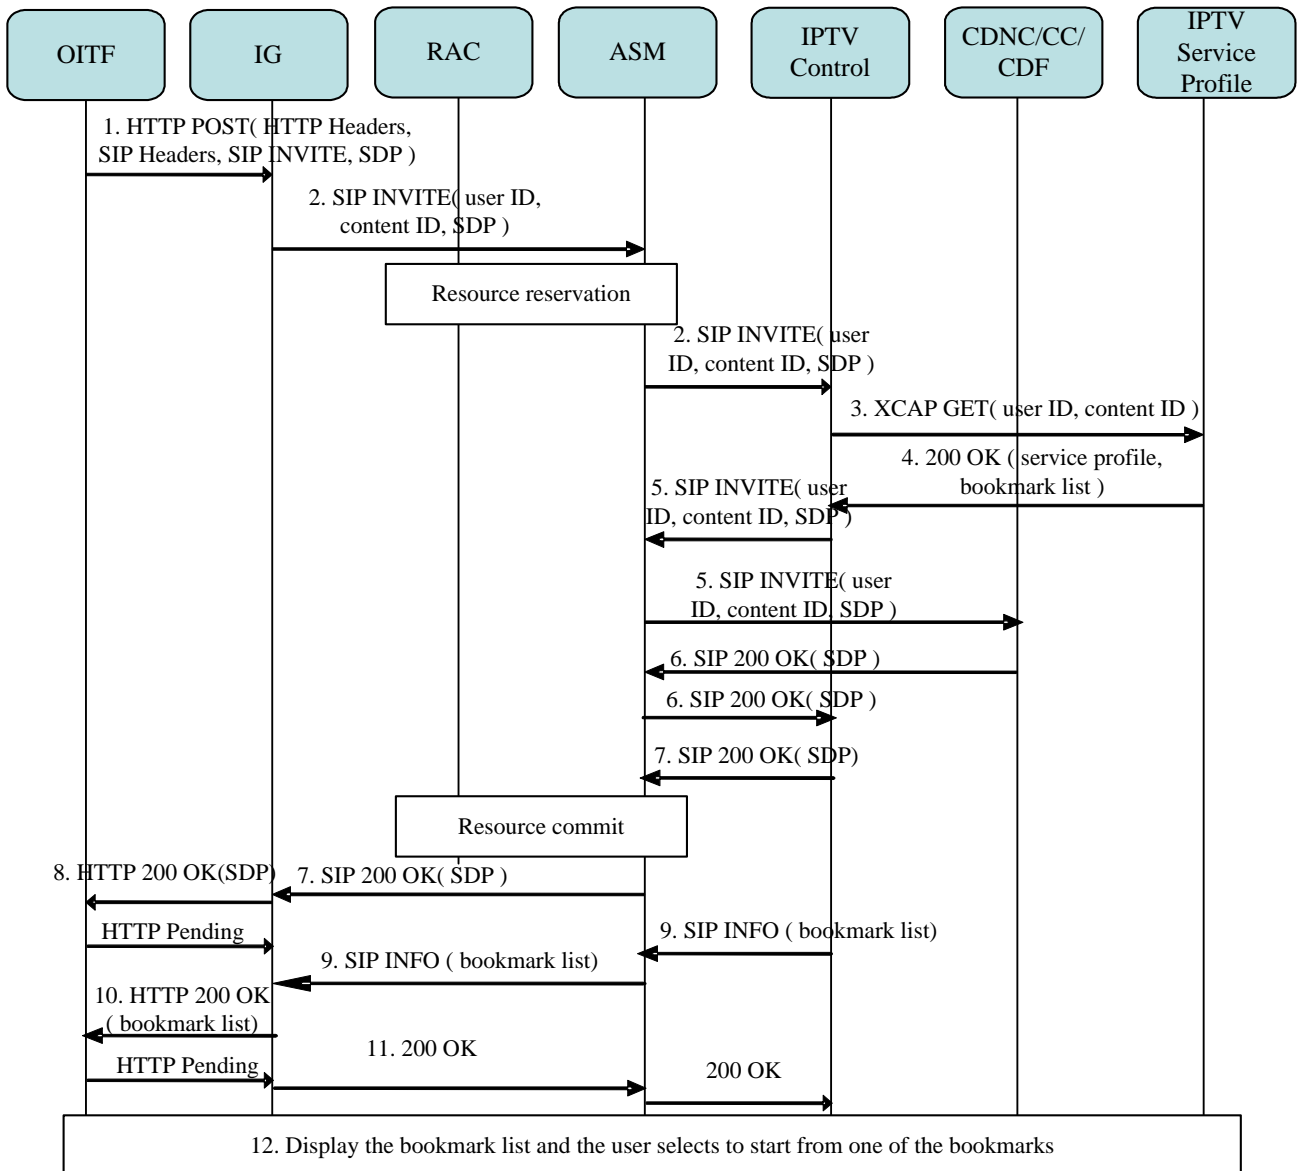 OITF
IG
RAC
ASM
IPTV
Control
CDNC/CC/
CDF
IPTV
Service
Profile
1. HTTP POST( HTTP Headers,
SIP Headers, SIP INVITE, SDP )
2. SIP INVITE( user ID,
content ID, SDP )
Resource reservation
2. SIP INVITE( user
ID, content ID, SDP )
3. XCAP GET( user ID, content ID )
4. 200 OK ( service profile,
bookmark list )
5. SIP INVITE( user
ID, content ID, SDP )
5. SIP INVITE( user
ID, content ID, SDP )
6. SIP 200 OK( SDP )
6. SIP 200 OK( SDP )
7. SIP 200 OK( SDP)
Resource commit
8. HTTP 200 OK(SDP)
7. SIP 200 OK( SDP )
HTTP Pending
9. SIP INFO ( bookmark list)
9. SIP INFO ( bookmark list)
10. HTTP 200 OK
( bookmark list)
11. 200 OK
HTTP Pending
200 OK
12. Display the bookmark list and the user selects to start from one of the bookmarks